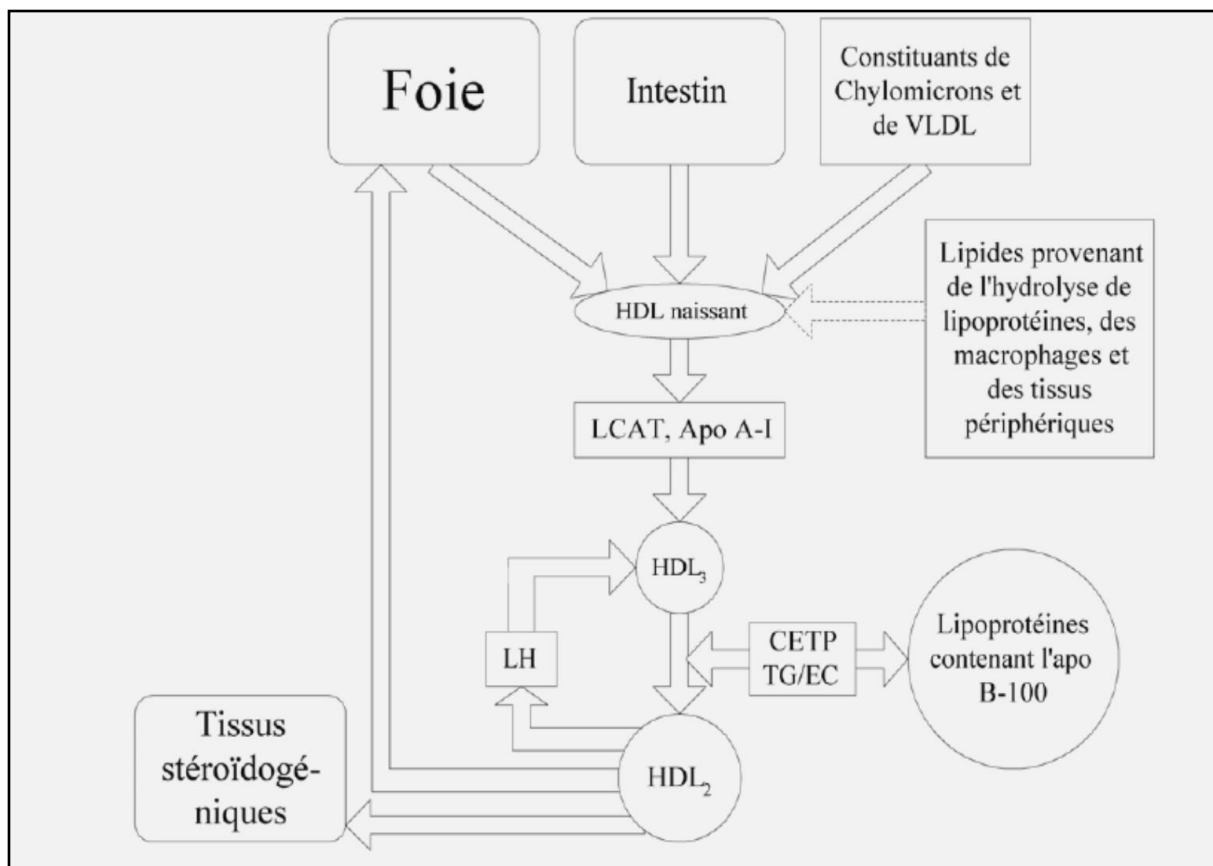 Foie
Intestin
Constituants de
Chylomicrons et
de VLDL
Lipides provenant
de l'hydrolyse de
lipoprotéines, des
macrophages et
des tissus
périphériques
HDL naissant
LCAT, Apo A-I
HDL₃
LH
CETP
TG/EC
Lipoprotéines
contenant l'apo
B-100
Tissus
stéroïdogé-
niques
HDL₂